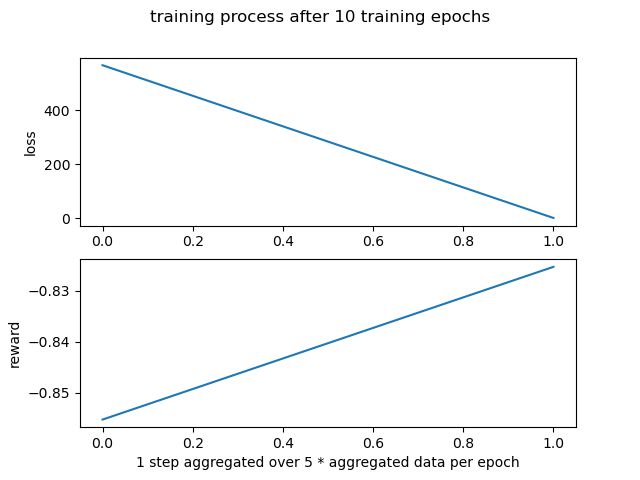 training process after 10 training epochs
400
200
0
loss
0.0 0.2 0.4 0.6 0.8 1.0
−0.83
−0.84
−0.85
reward
0.0 0.2 0.4 0.6 0.8 1.0
1 step aggregated over 5 * aggregated data per epoch